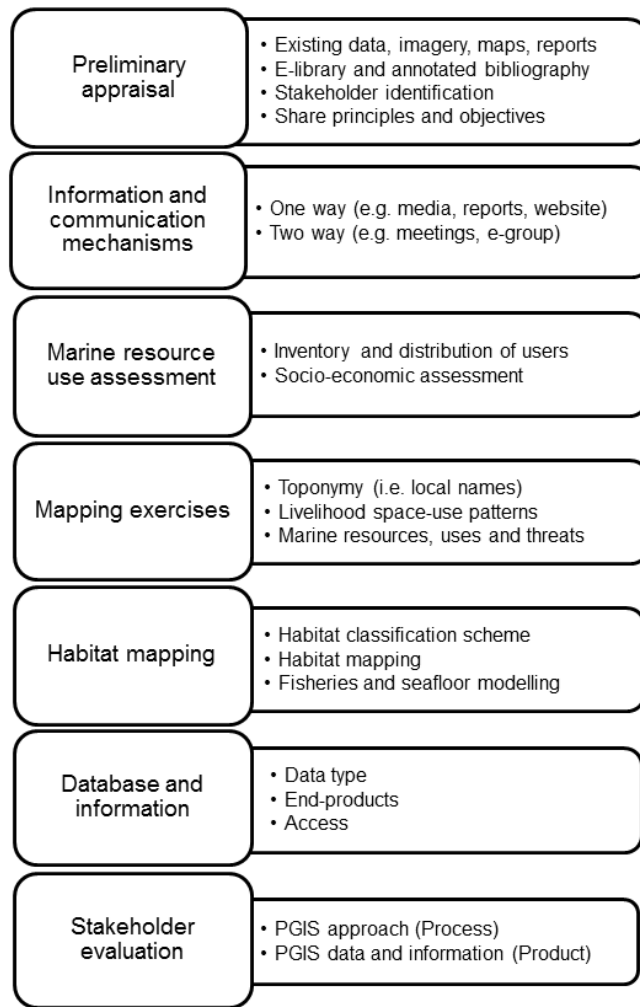 Preliminary
appraisal
• Existing data, imagery, maps, reports
• E-library and annotated bibliography
• Stakeholder identification
• Share principles and objectives
Information and
communication
mechanisms
• One way (e.g. media, reports, website)
• Two way (e.g. meetings, e-group)
Marine resource
use assessment
• Inventory and distribution of users
• Socio-economic assessment
Mapping exercises
• Toponymy (i.e. local names)
• Livelihood space-use patterns
• Marine resources, uses and threats
Habitat mapping
• Habitat classification scheme
• Habitat mapping
• Fisheries and seafloor modelling
Database and
information
• Data type
• End-products
• Access
Stakeholder
evaluation
• PGIS approach (Process)
• PGIS data and information (Product)